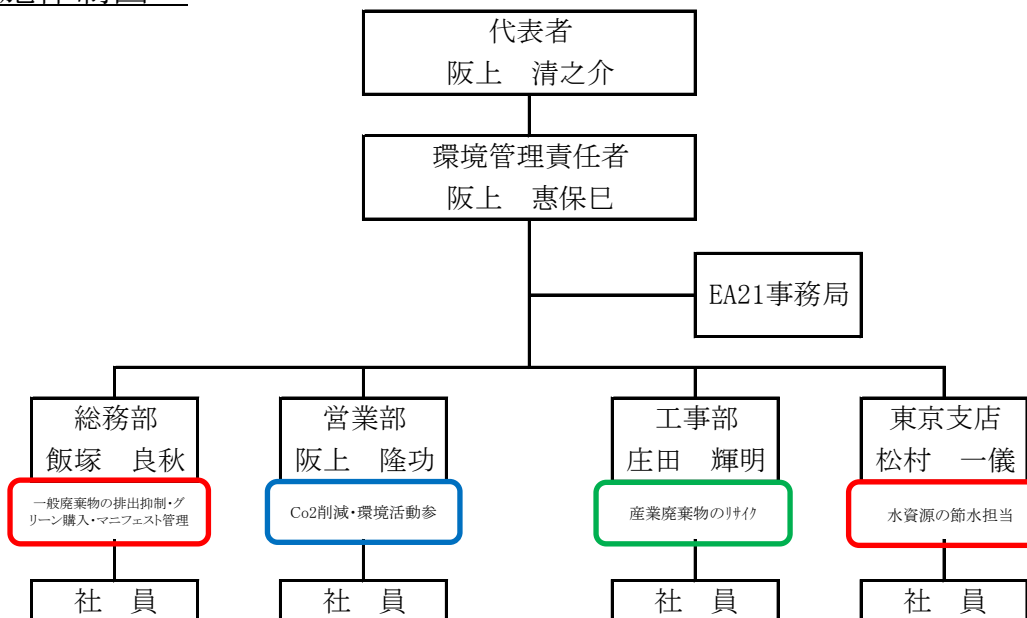 代表者
阪上　清之介
環境管理責任者
阪上　惠保巳
EA21事務局
総務部
飯塚　良秋
一般廃棄物の排出抑制・グ
リーン購入・マニフェスト管理
社　員
営業部
阪上　隆功
Co2削減・環境活動参
社　員
工事部
庄田　輝明
産業廃棄物のﾘｻｲｸ
社　員
東京支店
松村　一儀
水資源の節水担当
社　員